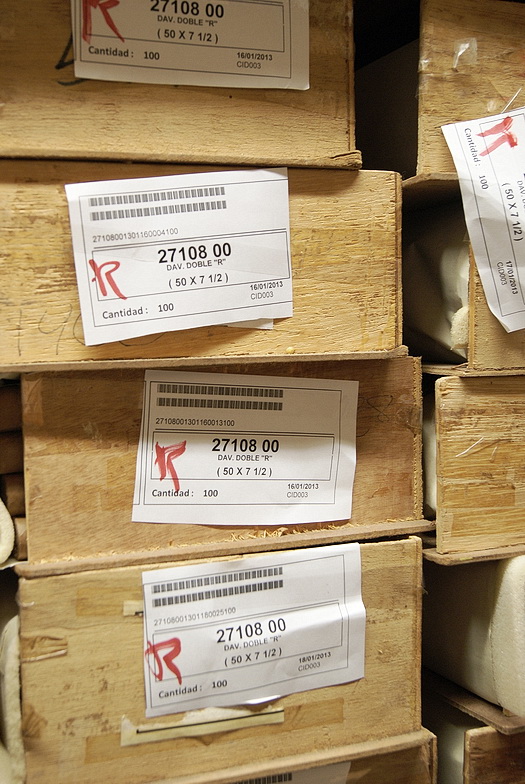 27108 00
DAV. DOBLE "R"
( 50 X 7 1/2 )
Cantidad : 100
16/01/2013
CID003
R
27108001301160004100
27108 00
DAV. DOBLE "R"
( 50 X 7 1/2 )
Cantidad : 100
16/01/2013
CID003
R
27108001301160013100
27108 00
DAV. DOBLE "R"
( 50 X 7 1/2 )
Cantidad : 100
16/01/2013
CID003
R
27108001301180025100
27108 00
DAV. DOBLE "R"
( 50 X 7 1/2 )
Cantidad : 100
18/01/2013
CID003
R
Cantidad : 100
( 50 X 7 1/2 )
17/01/2013
CID003
R